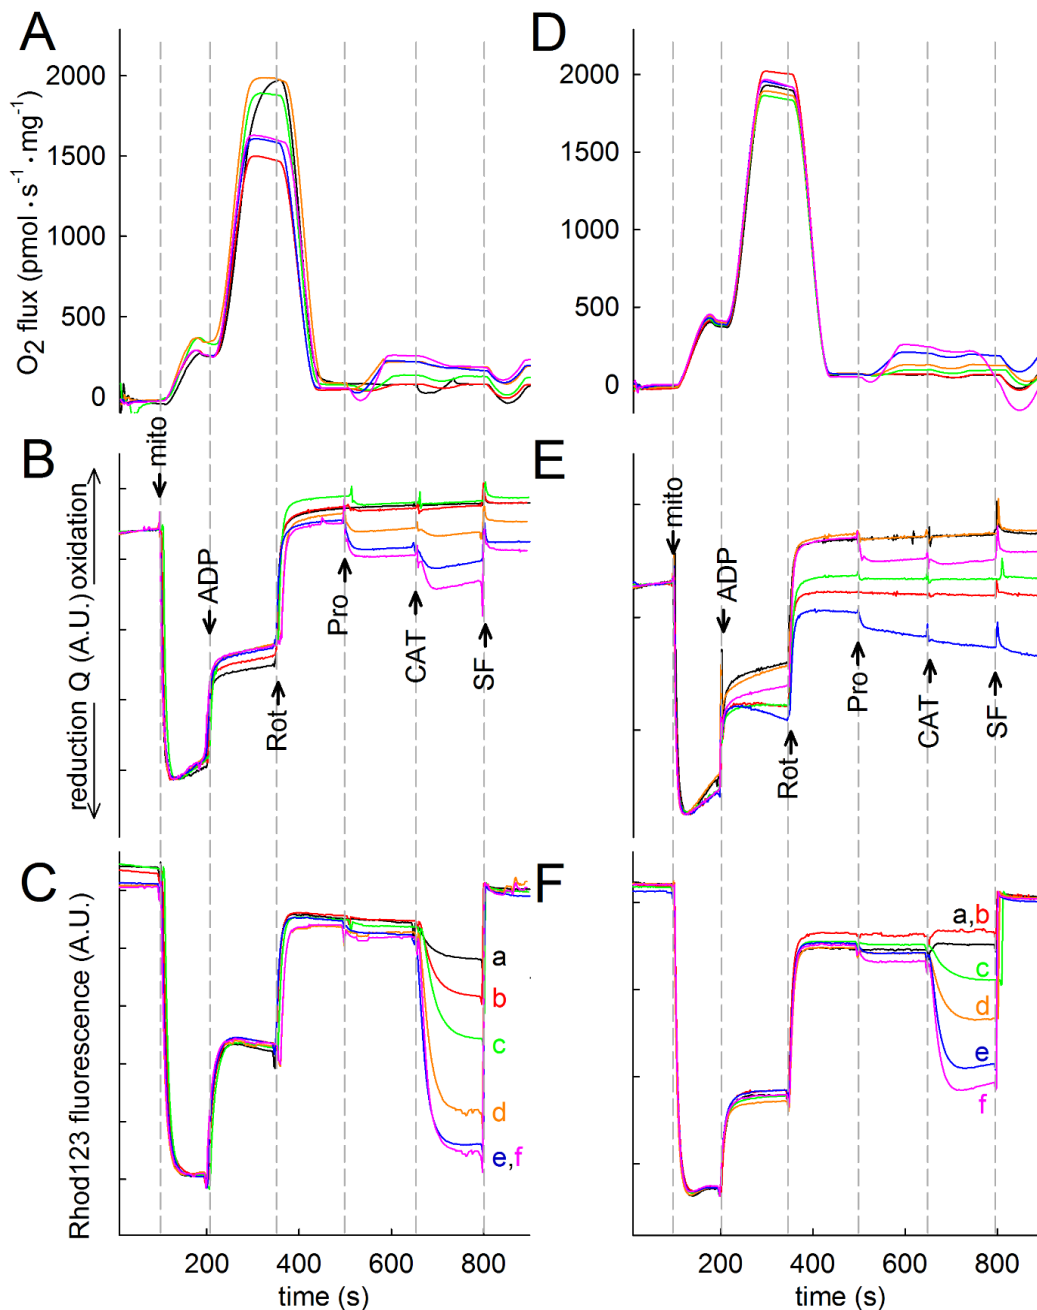 A
D
2000
1500
1000
500
0
O₂ flux (pmol · s⁻¹ · mg⁻¹)
2000
1500
1000
500
0
B
E
reduction Q (A.U.) oxidation
mito
ADP
Rot
Pro
CAT
SF
mito
ADP
Rot
Pro
CAT
SF
C
F
Rhod123 fluorescence (A.U.)
a
b
c
d
e,f
a,b
c
d
e
f
200 400 600 800
time (s)
200 400 600 800
time (s)